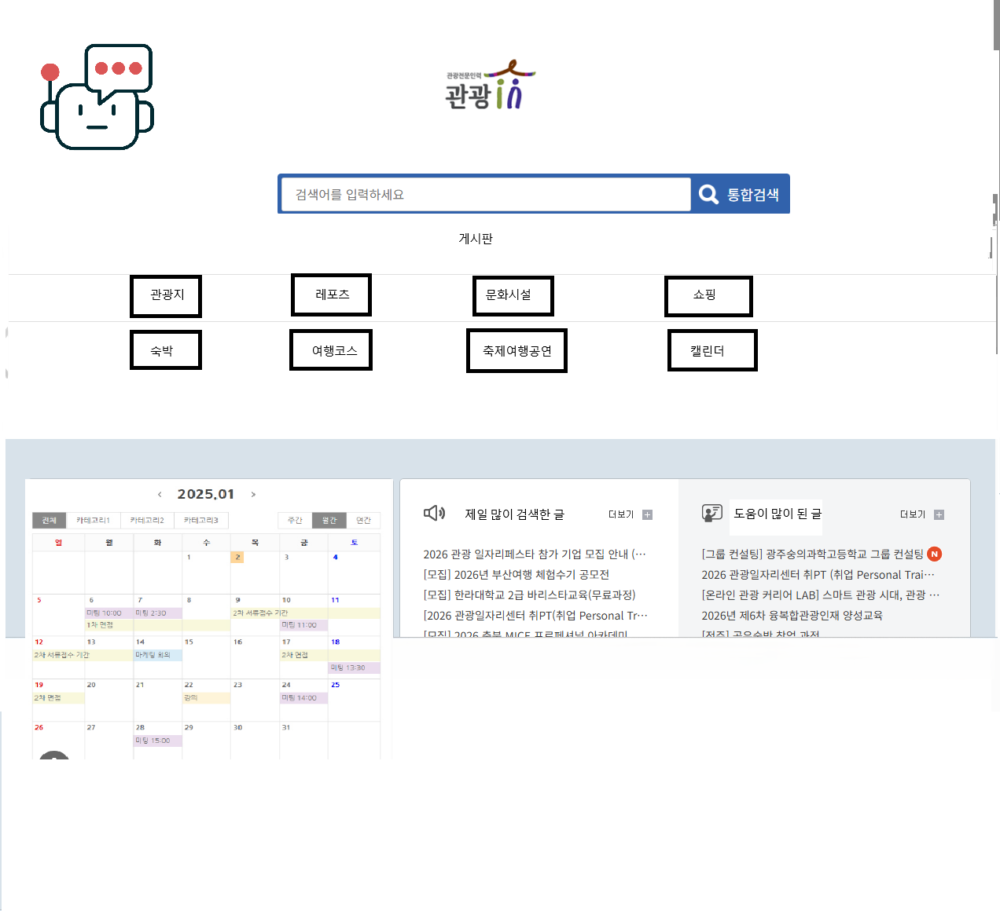 관광전문인력
관광in
검색어를 입력하세요
통합검색
게시판
관광지 레포츠 문화시설 쇼핑
숙박 여행코스 축제여행공연 캘린더
< 2025.01 >
전체 카테고리1 카테고리2 카테고리3 주간 월간 연간
일 월 화 수 목 금 토
1 2 3 4
5 6 7 8 9 10 11
미팅 10:00 미팅 2:30 2차 서류접수 기간
1차 면접 미팅 11:00
12 13 14 15 16 17 18
2차 서류접수 기간 마케팅 회의 2차 면접
미팅 13:30
19 20 21 22 23 24 25
2차 면접 강의 미팅 14:00
26 27 28 29 30 31
미팅 15:00
제일 많이 검색한 글 더보기
2026 관광 일자리페스타 참가 기업 모집 안내 (…
[모집] 2026년 부산여행 체험수기 공모전
[모집] 한라대학교 2급 바리스타교육(무료과정)
[2026 관광일자리센터 취PT(취업 Personal Tr…
[모집] 2026 충북 MICE 프로페셔널 아카데미
도움이 많이 된 글 더보기
[그룹 컨설팅] 광주숭의과학고등학교 그룹 컨설팅 N
2026 관광일자리센터 취PT (취업 Personal Trai…
[온라인 관광 커리어 LAB] 스마트 관광 시대, 관광 …
2026년 제6차 융복합관광인재 양성교육
[전주] 공유숙박 창업 과정